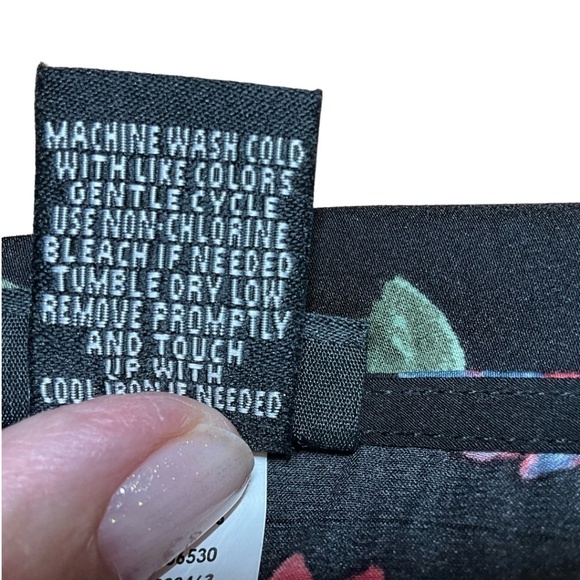 MACHINE WASH COLD
WITH LIKE COLORS
GENTLE CYCLE
USE NON-CHLORINE
BLEACH IF NEEDED
TUMBLE DRY LOW
REMOVE PROMPTLY
AND TOUCH
UP WITH
COOL IRON IF NEEDED
6530